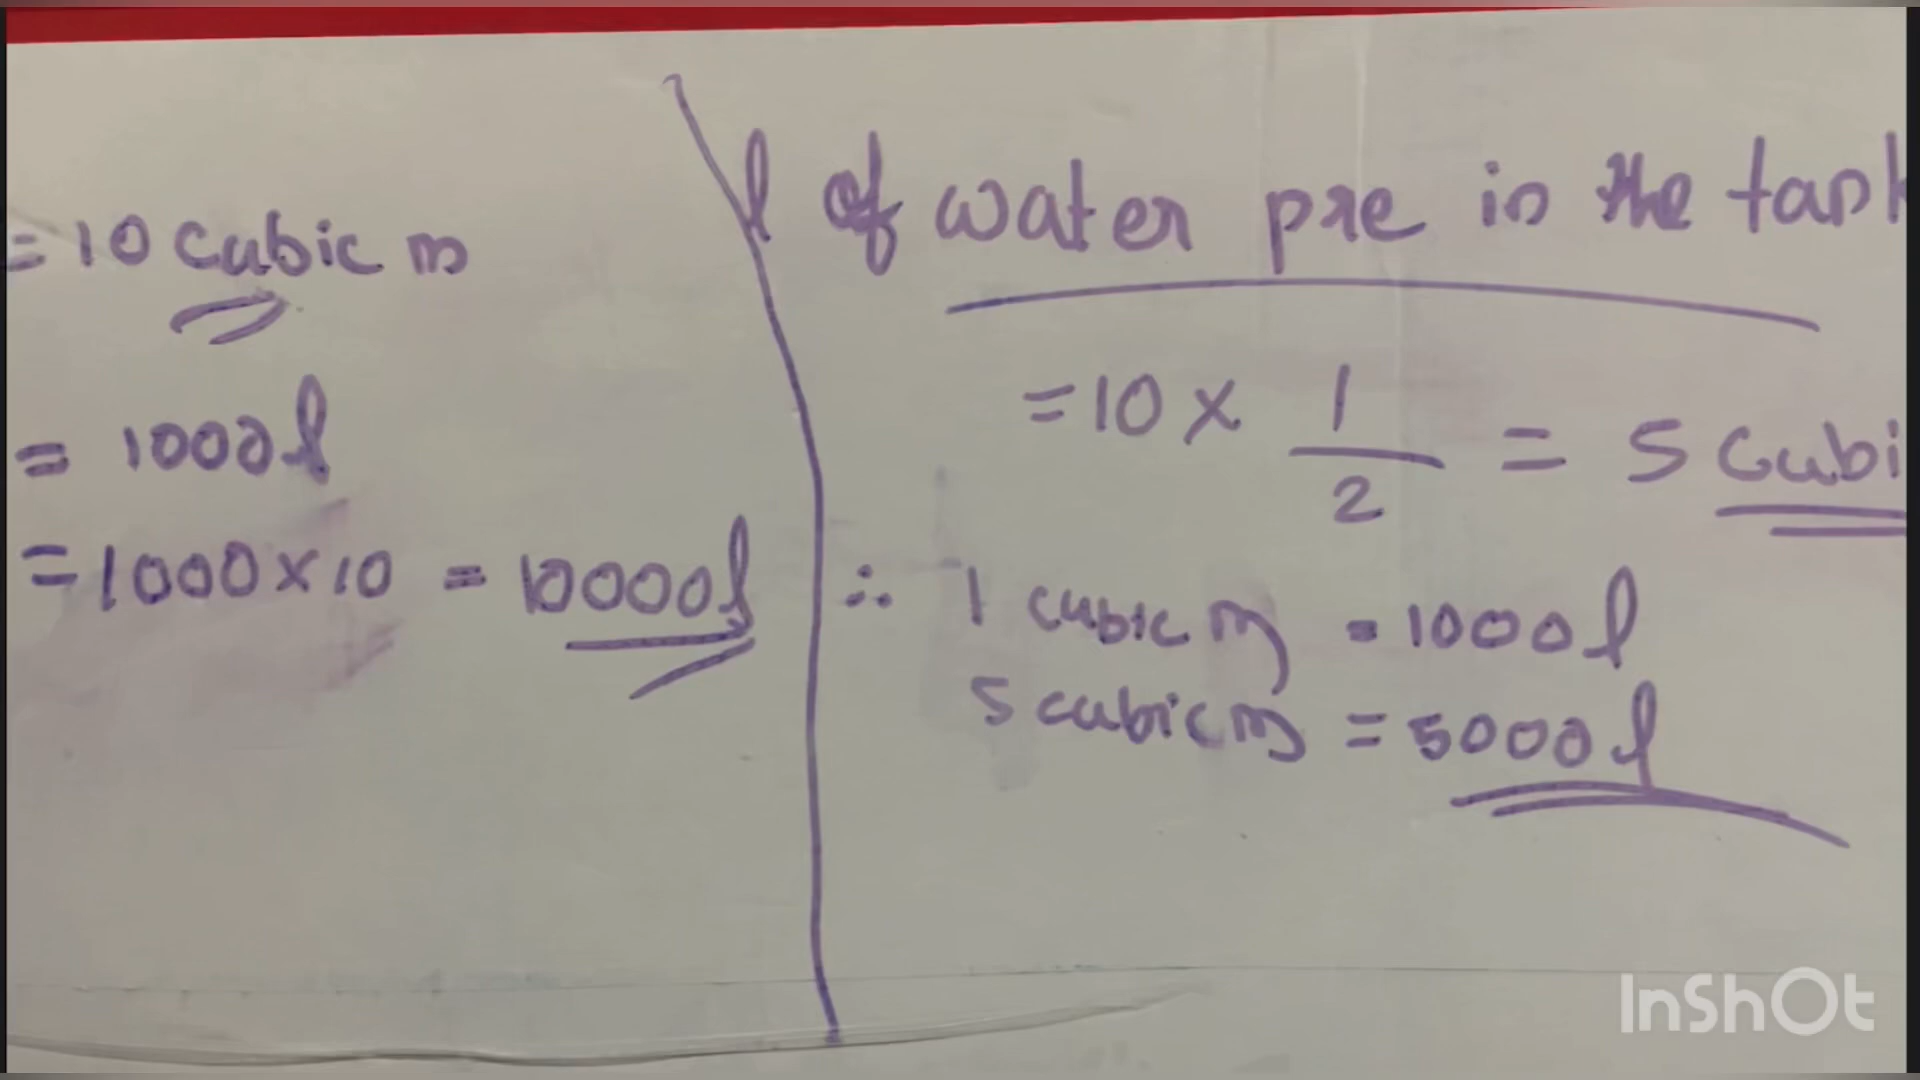 = 10 cubic m
= 1000 l
= 1000 x 10 = 10000 l
l of water pre in the tank
= 10 x 1/2 = 5 cubi
∴ 1 cubic m = 1000 l
5 cubic m = 5000 l
InShOt